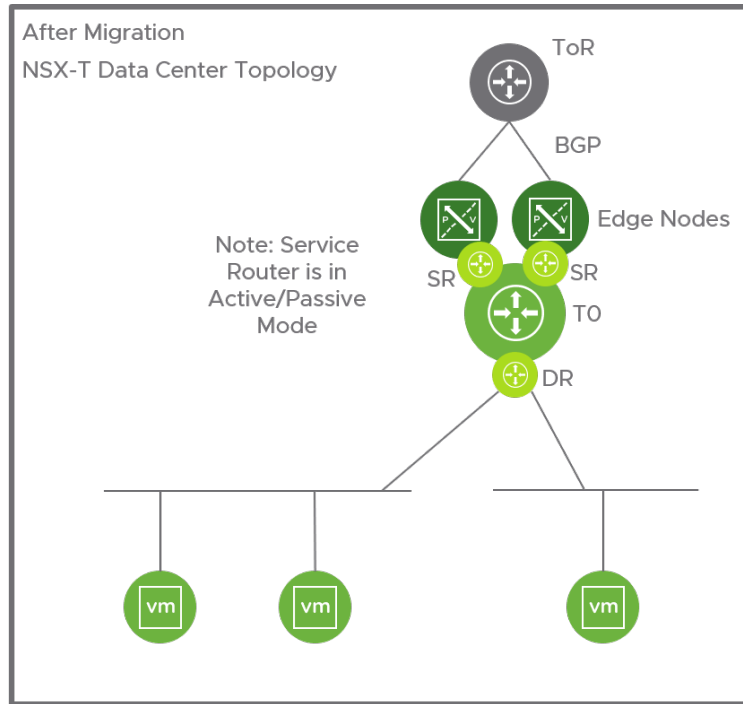 After Migration
NSX-T Data Center Topology
ToR
BGP
P V
P V
Edge Nodes
Note: Service
Router is in
Active/Passive
Mode
SR
SR
T0
DR
vm
vm
vm